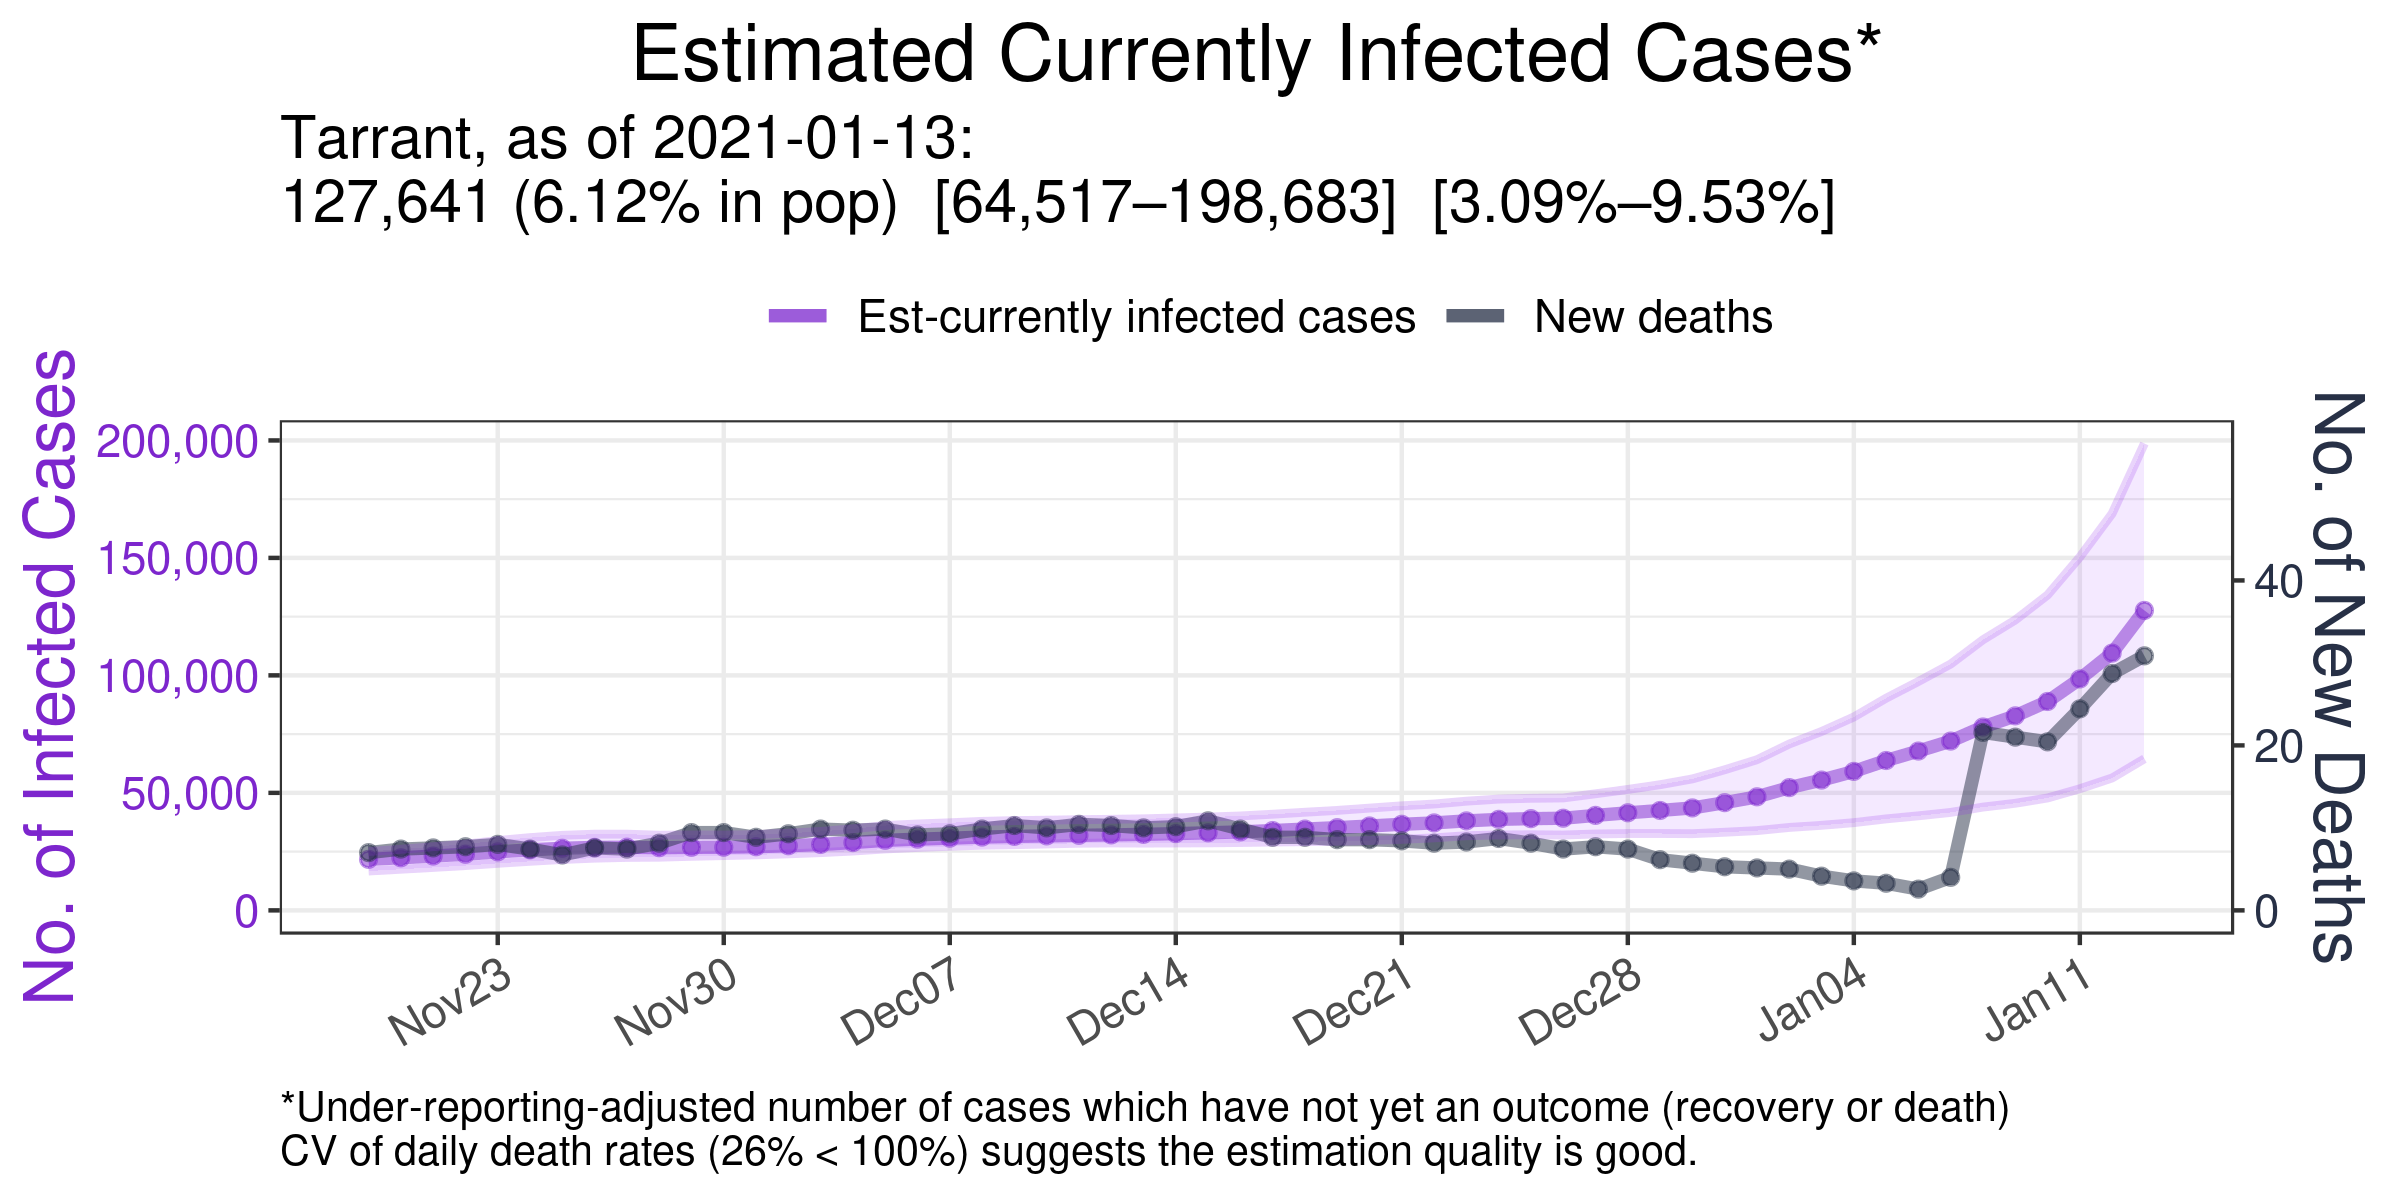 Estimated Currently Infected Cases*
Tarrant, as of 2021-01-13:
127,641 (6.12% in pop)  [64,517–198,683]  [3.09%–9.53%]
Est-currently infected cases
New deaths
No. of Infected Cases
200,000
150,000
100,000
50,000
0
40
20
0
No. of New Deaths
Nov23
Nov30
Dec07
Dec14
Dec21
Dec28
Jan04
Jan11
*Under-reporting-adjusted number of cases which have not yet an outcome (recovery or death)
CV of daily death rates (26% < 100%) suggests the estimation quality is good.